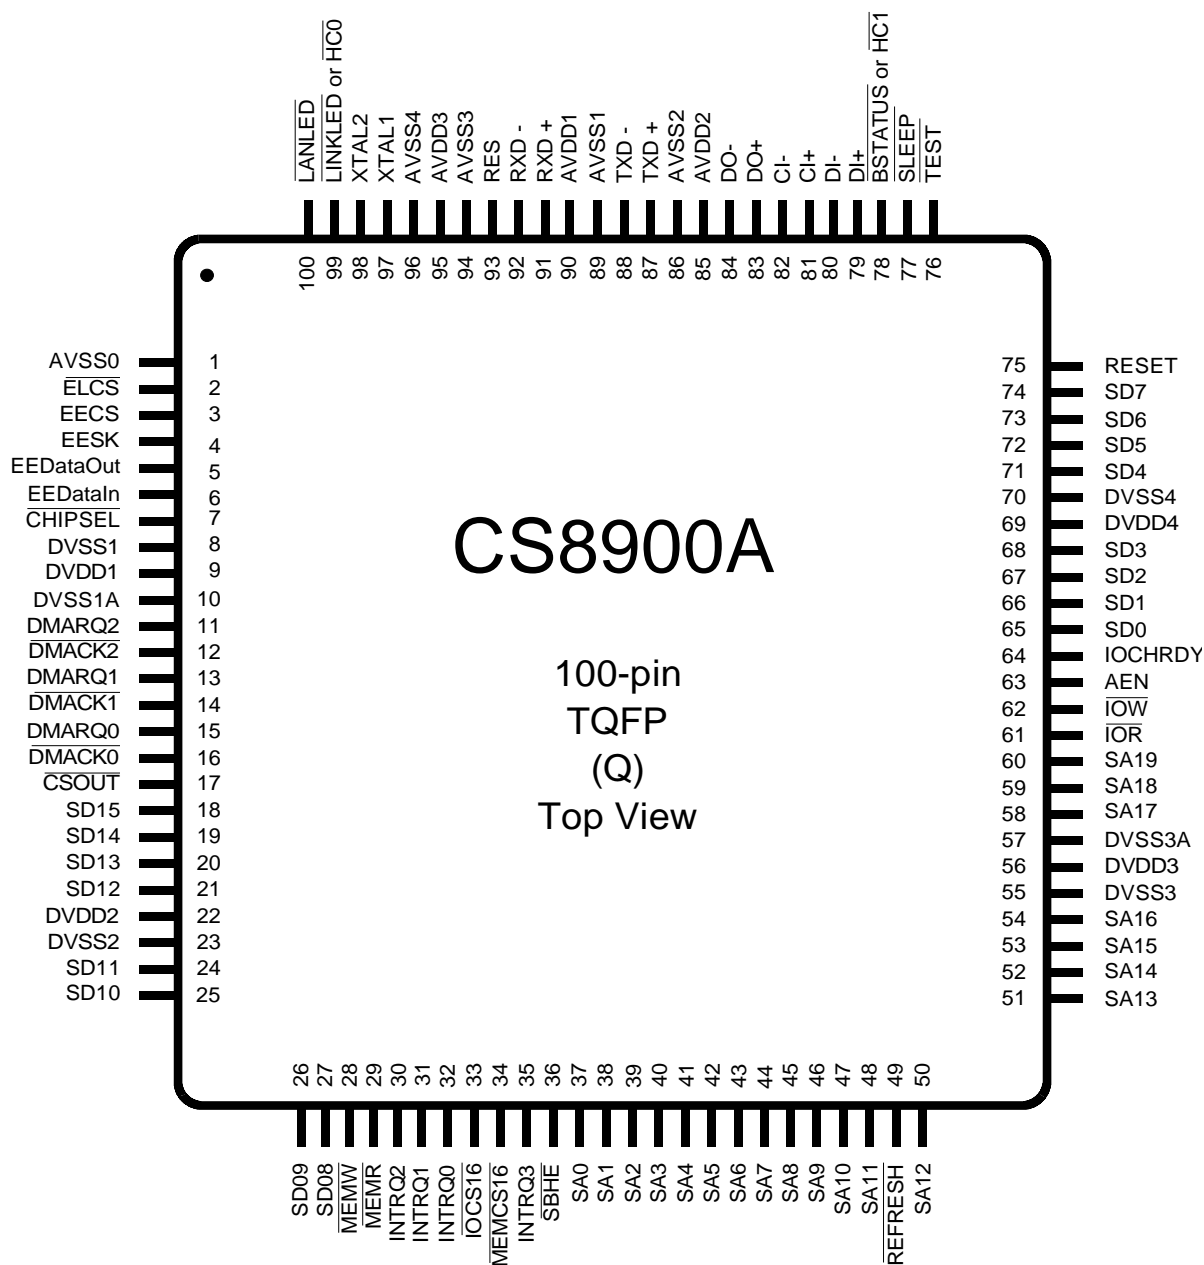 LANLED
LINKLED or HC0
XTAL2
XTAL1
AVSS4
AVDD3
AVSS3
RES
RXD -
RXD +
AVDD1
AVSS1
TXD -
TXD +
AVSS2
AVDD2
DO-
DO+
CI-
CI+
DI-
DI+
BSTATUS or HC1
SLEEP
TEST
100 99 98 97 96 95 94 93 92 91 90 89 88 87 86 85 84 83 82 81 80 79 78 77 76
AVSS0 1
ELCS 2
EECS 3
EESK 4
EEDataOut 5
EEDataIn 6
CHIPSEL 7
DVSS1 8
DVDD1 9
DVSS1A 10
DMARQ2 11
DMACK2 12
DMARQ1 13
DMACK1 14
DMARQ0 15
DMACK0 16
CSOUT 17
SD15 18
SD14 19
SD13 20
SD12 21
DVDD2 22
DVSS2 23
SD11 24
SD10 25
CS8900A
100-pin
TQFP
(Q)
Top View
75 RESET
74 SD7
73 SD6
72 SD5
71 SD4
70 DVSS4
69 DVDD4
68 SD3
67 SD2
66 SD1
65 SD0
64 IOCHRDY
63 AEN
62 IOW
61 IOR
60 SA19
59 SA18
58 SA17
57 DVSS3A
56 DVDD3
55 DVSS3
54 SA16
53 SA15
52 SA14
51 SA13
26 27 28 29 30 31 32 33 34 35 36 37 38 39 40 41 42 43 44 45 46 47 48 49 50
SD09
SD08
MEMW
MEMR
INTRQ2
INTRQ1
INTRQ0
IOCS16
MEMCS16
INTRQ3
SBHE
SA0
SA1
SA2
SA3
SA4
SA5
SA6
SA7
SA8
SA9
SA10
SA11
REFRESH
SA12